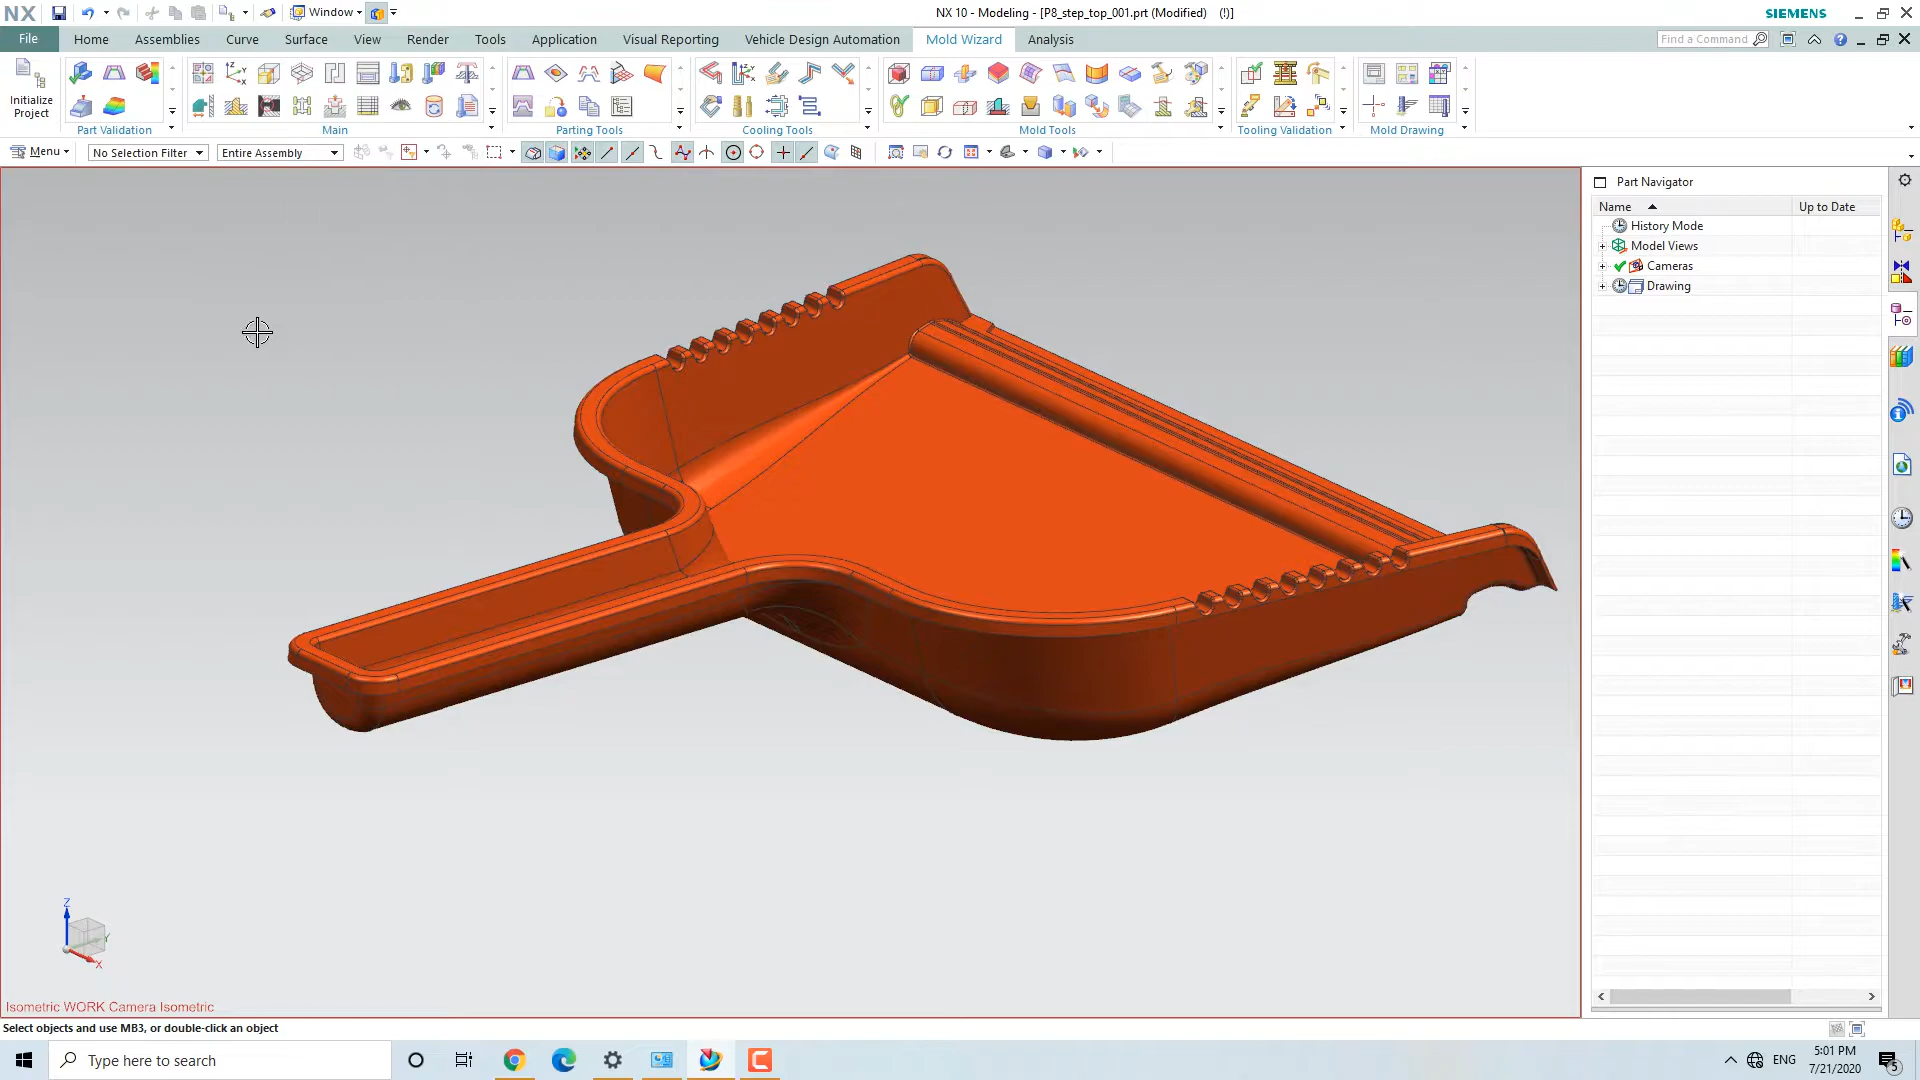 NX
Window
NX 10 - Modeling - [P8_step_top_001.prt (Modified)   (!)]
SIEMENS
File
Home
Assemblies
Curve
Surface
View
Render
Tools
Application
Visual Reporting
Vehicle Design Automation
Mold Wizard
Analysis
Find a Command
Initialize
Project
Part Validation
Main
Parting Tools
Cooling Tools
Mold Tools
Tooling Validation
Mold Drawing
Menu
No Selection Filter
Entire Assembly
Part Navigator
Name
Up to Date
History Mode
Model Views
Cameras
Drawing
Z
Y
X
Isometric WORK Camera Isometric
Select objects and use MB3, or double-click an object
Type here to search
ENG
5:01 PM
7/21/2020
5